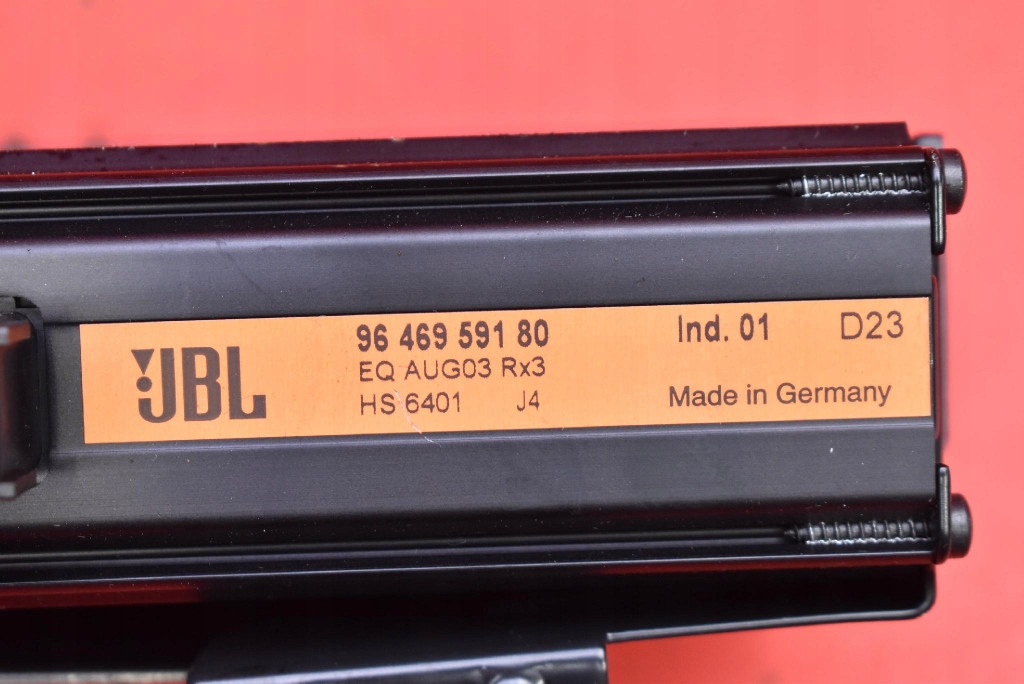 JBL
96 469 591 80
EQ AUG03 Rx3
HS 6401 J4
Ind. 01 D23
Made in Germany